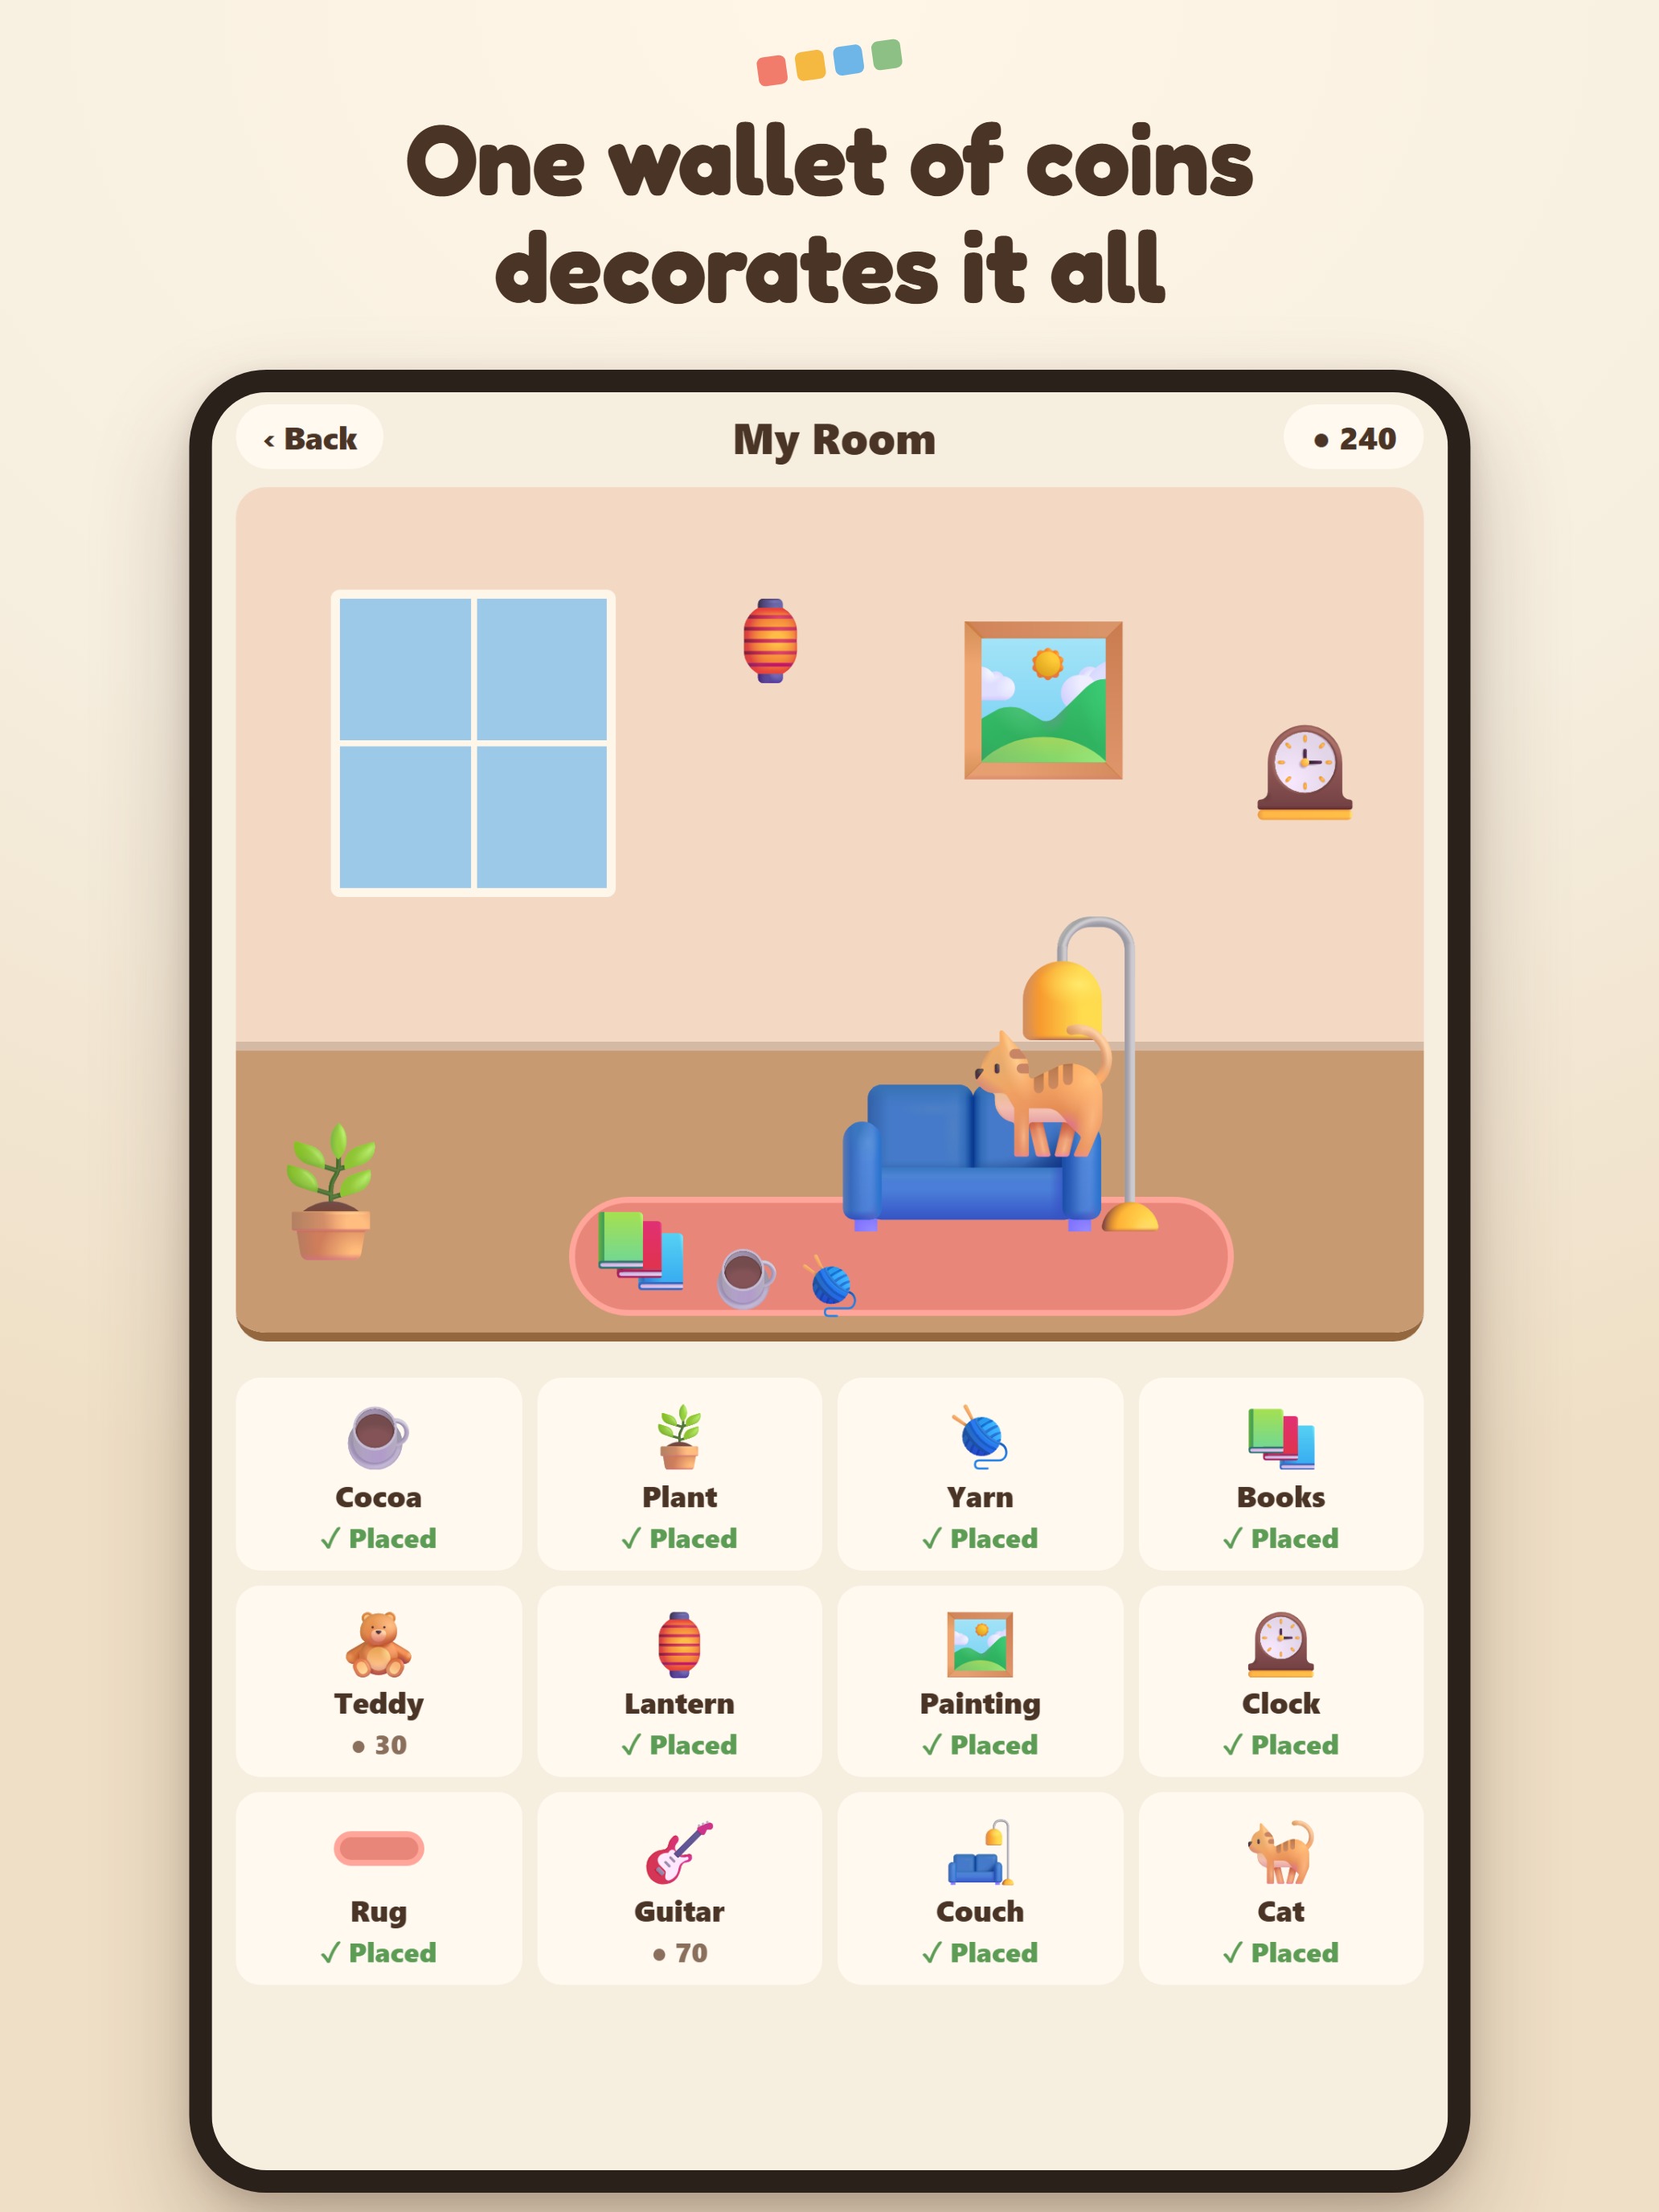 One wallet of coins
decorates it all
‹ Back
My Room
● 240
Cocoa
✓ Placed
Plant
✓ Placed
Yarn
✓ Placed
Books
✓ Placed
Teddy
● 30
Lantern
✓ Placed
Painting
✓ Placed
Clock
✓ Placed
Rug
✓ Placed
Guitar
● 70
Couch
✓ Placed
Cat
✓ Placed